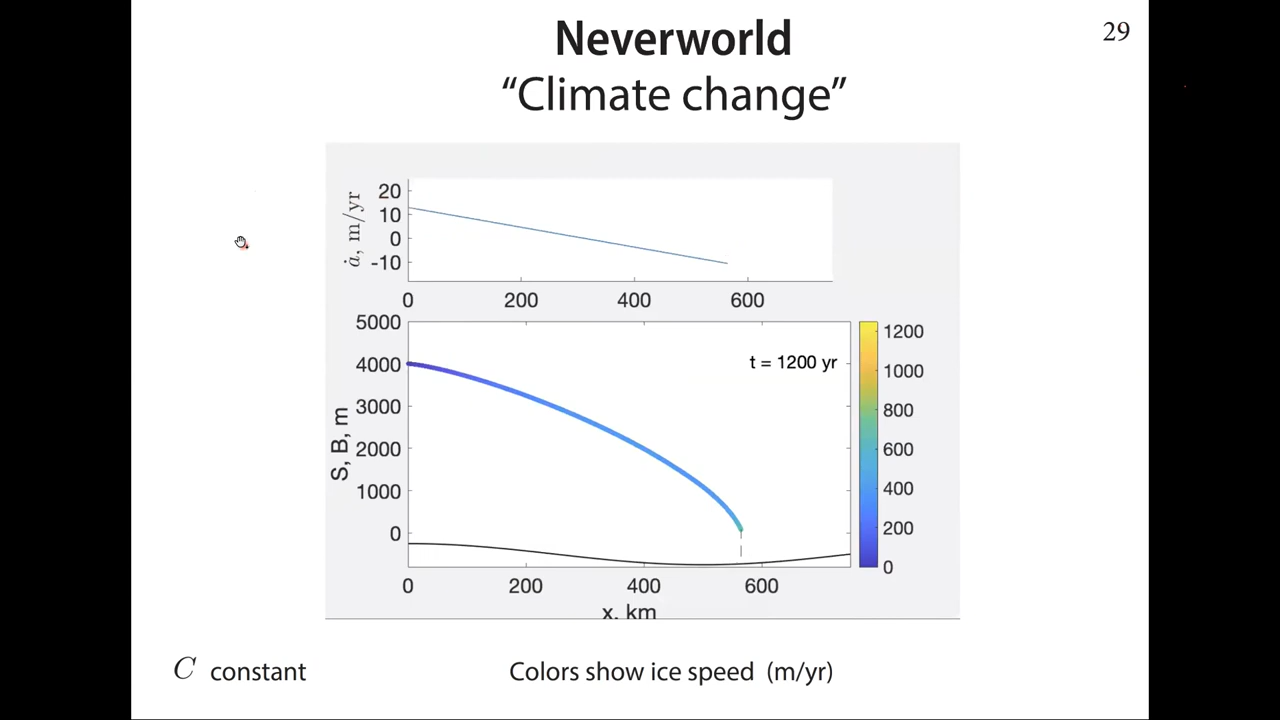 Neverworld
29
“Climate change”
ȧ, m/yr
20
10
0
-10
0 200 400 600
S, B, m
5000
4000
3000
2000
1000
0
t = 1200 yr
1200
1000
800
600
400
200
0
0 200 400 600
x, km
C constant
Colors show ice speed (m/yr)